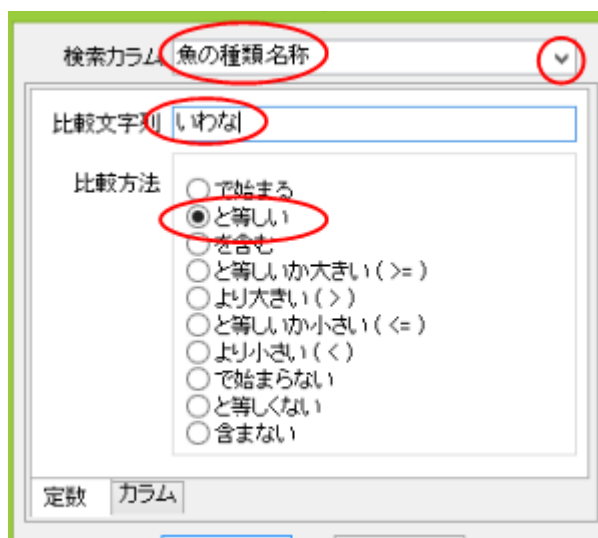 検索カラム 魚の種類名称
比較文字列 いわな
比較方法
で始まる
と等しい
を含む
と等しいか大きい ( >= )
より大きい ( > )
と等しいか小さい ( <= )
より小さい ( < )
で始まらない
と等しくない
含まない
定数 カラム